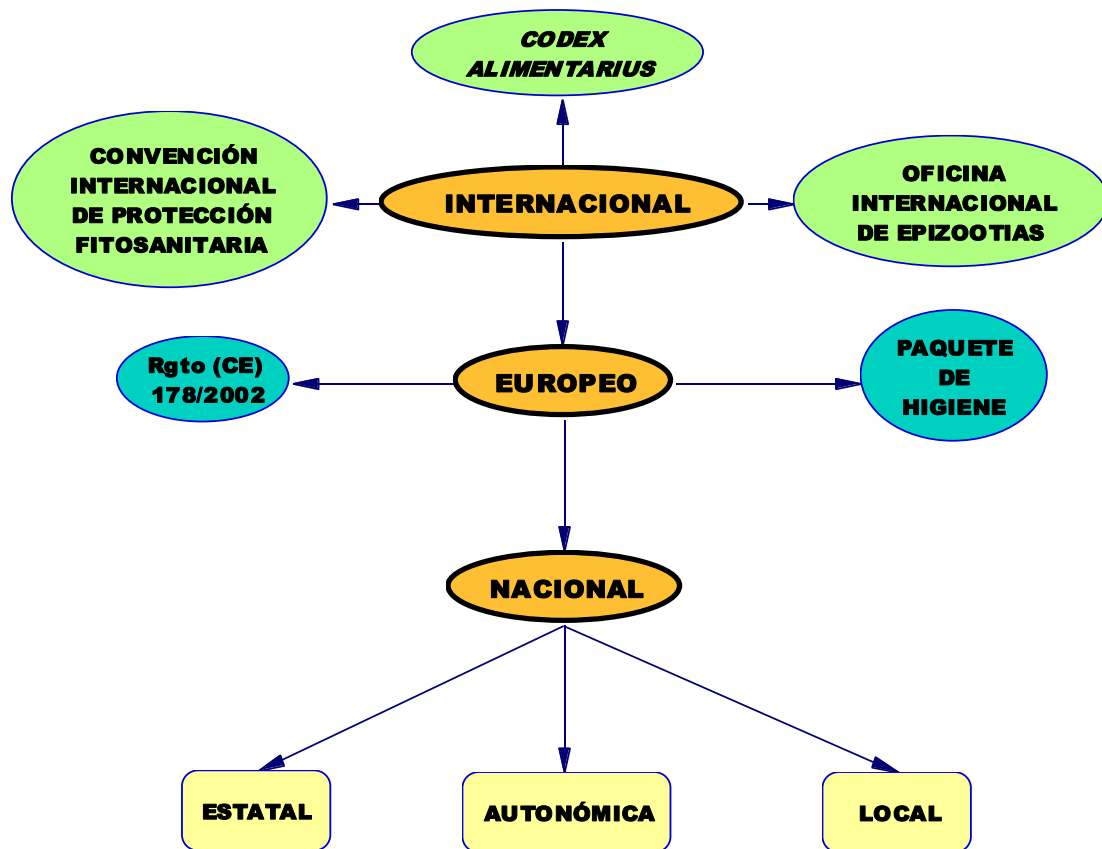 CODEX
ALIMENTARIUS
CONVENCIÓN
INTERNACIONAL
DE PROTECCIÓN
FITOSANITARIA
INTERNACIONAL
OFICINA
INTERNACIONAL
DE EPIZOOTIAS
Rgto (CE)
178/2002
EUROPEO
PAQUETE
DE
HIGIENE
NACIONAL
ESTATAL
AUTONÓMICA
LOCAL